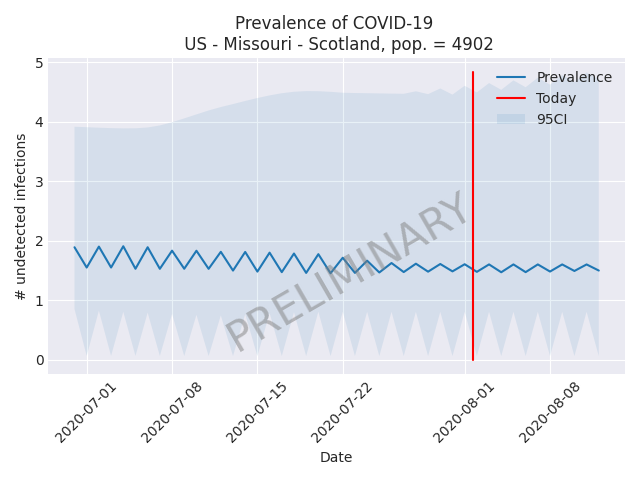 Prevalence of COVID-19
US - Missouri - Scotland, pop. = 4902
5
4
3
2
1
0
# undetected infections
Prevalence
Today
95CI
PRELIMINARY
2020-07-01
2020-07-08
2020-07-15
2020-07-22
2020-08-01
2020-08-08
Date